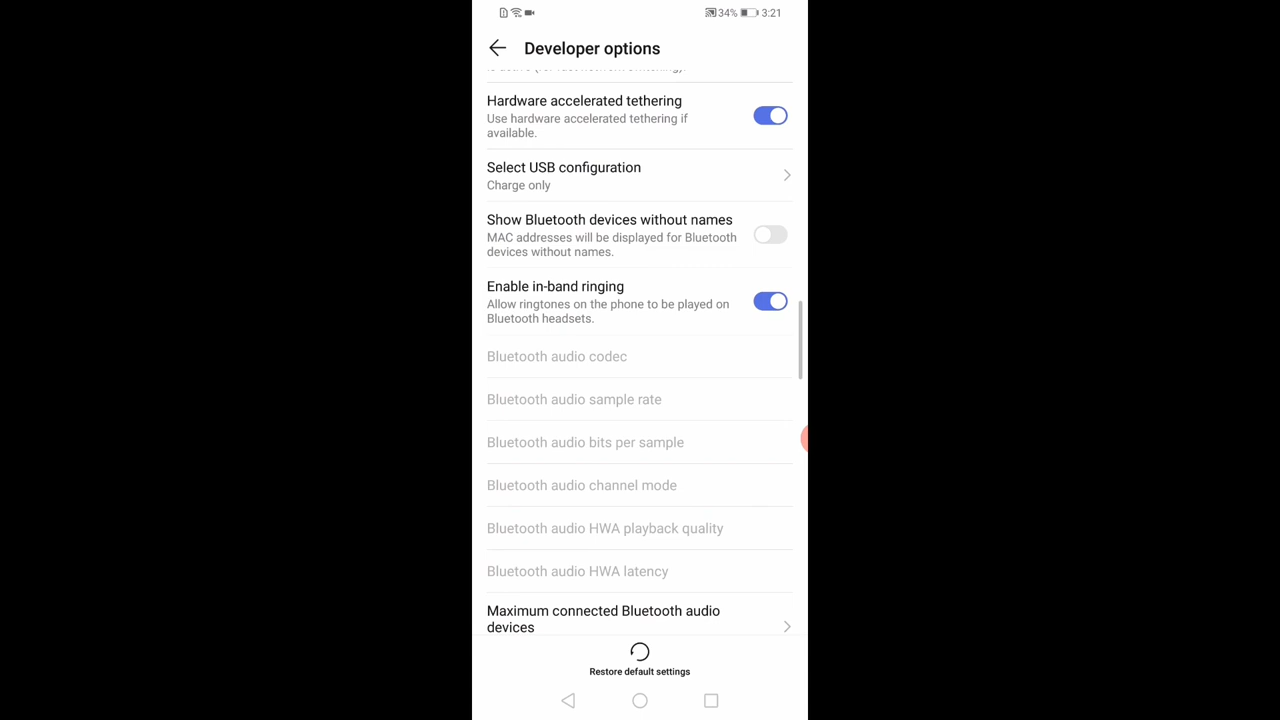 34% 3:21
Developer options
Hardware accelerated tethering
Use hardware accelerated tethering if
available.
Select USB configuration
Charge only
Show Bluetooth devices without names
MAC addresses will be displayed for Bluetooth
devices without names.
Enable in-band ringing
Allow ringtones on the phone to be played on
Bluetooth headsets.
Bluetooth audio codec
Bluetooth audio sample rate
Bluetooth audio bits per sample
Bluetooth audio channel mode
Bluetooth audio HWA playback quality
Bluetooth audio HWA latency
Maximum connected Bluetooth audio
devices
Restore default settings